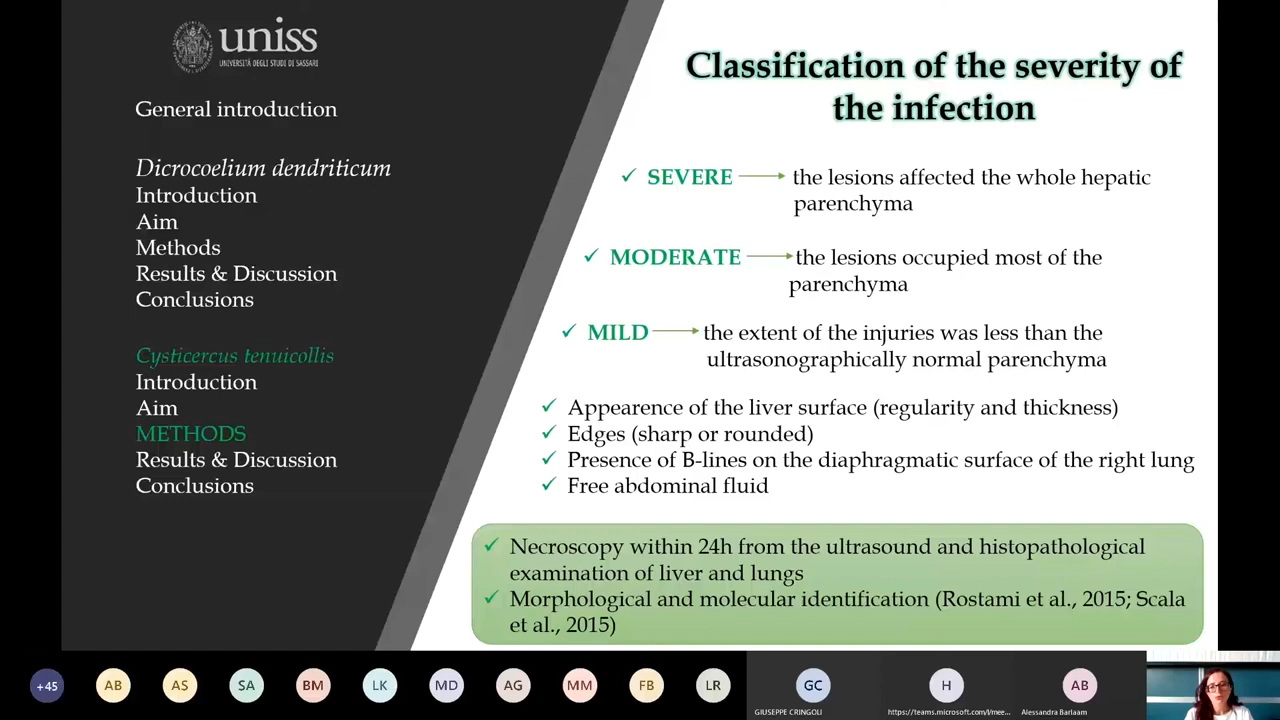 uniss
UNIVERSITÀ DEGLI STUDI DI SASSARI
General introduction
Dicrocoelium dendriticum
Introduction
Aim
Methods
Results & Discussion
Conclusions
Cysticercus tenuicollis
Introduction
Aim
METHODS
Results & Discussion
Conclusions
Classification of the severity of
the infection
✓ SEVERE → the lesions affected the whole hepatic
parenchyma
✓ MODERATE → the lesions occupied most of the
parenchyma
✓ MILD → the extent of the injuries was less than the
ultrasonographically normal parenchyma
✓ Appearence of the liver surface (regularity and thickness)
✓ Edges (sharp or rounded)
✓ Presence of B-lines on the diaphragmatic surface of the right lung
✓ Free abdominal fluid
✓ Necroscopy within 24h from the ultrasound and histopathological
examination of liver and lungs
✓ Morphological and molecular identification (Rostami et al., 2015; Scala
et al., 2015)
+45 AB AS SA BM LK MD AG MM FB LR GC H AB
GIUSEPPE CRINGOLI https://teams.microsoft.com/l/mee... Alessandra Barlaam